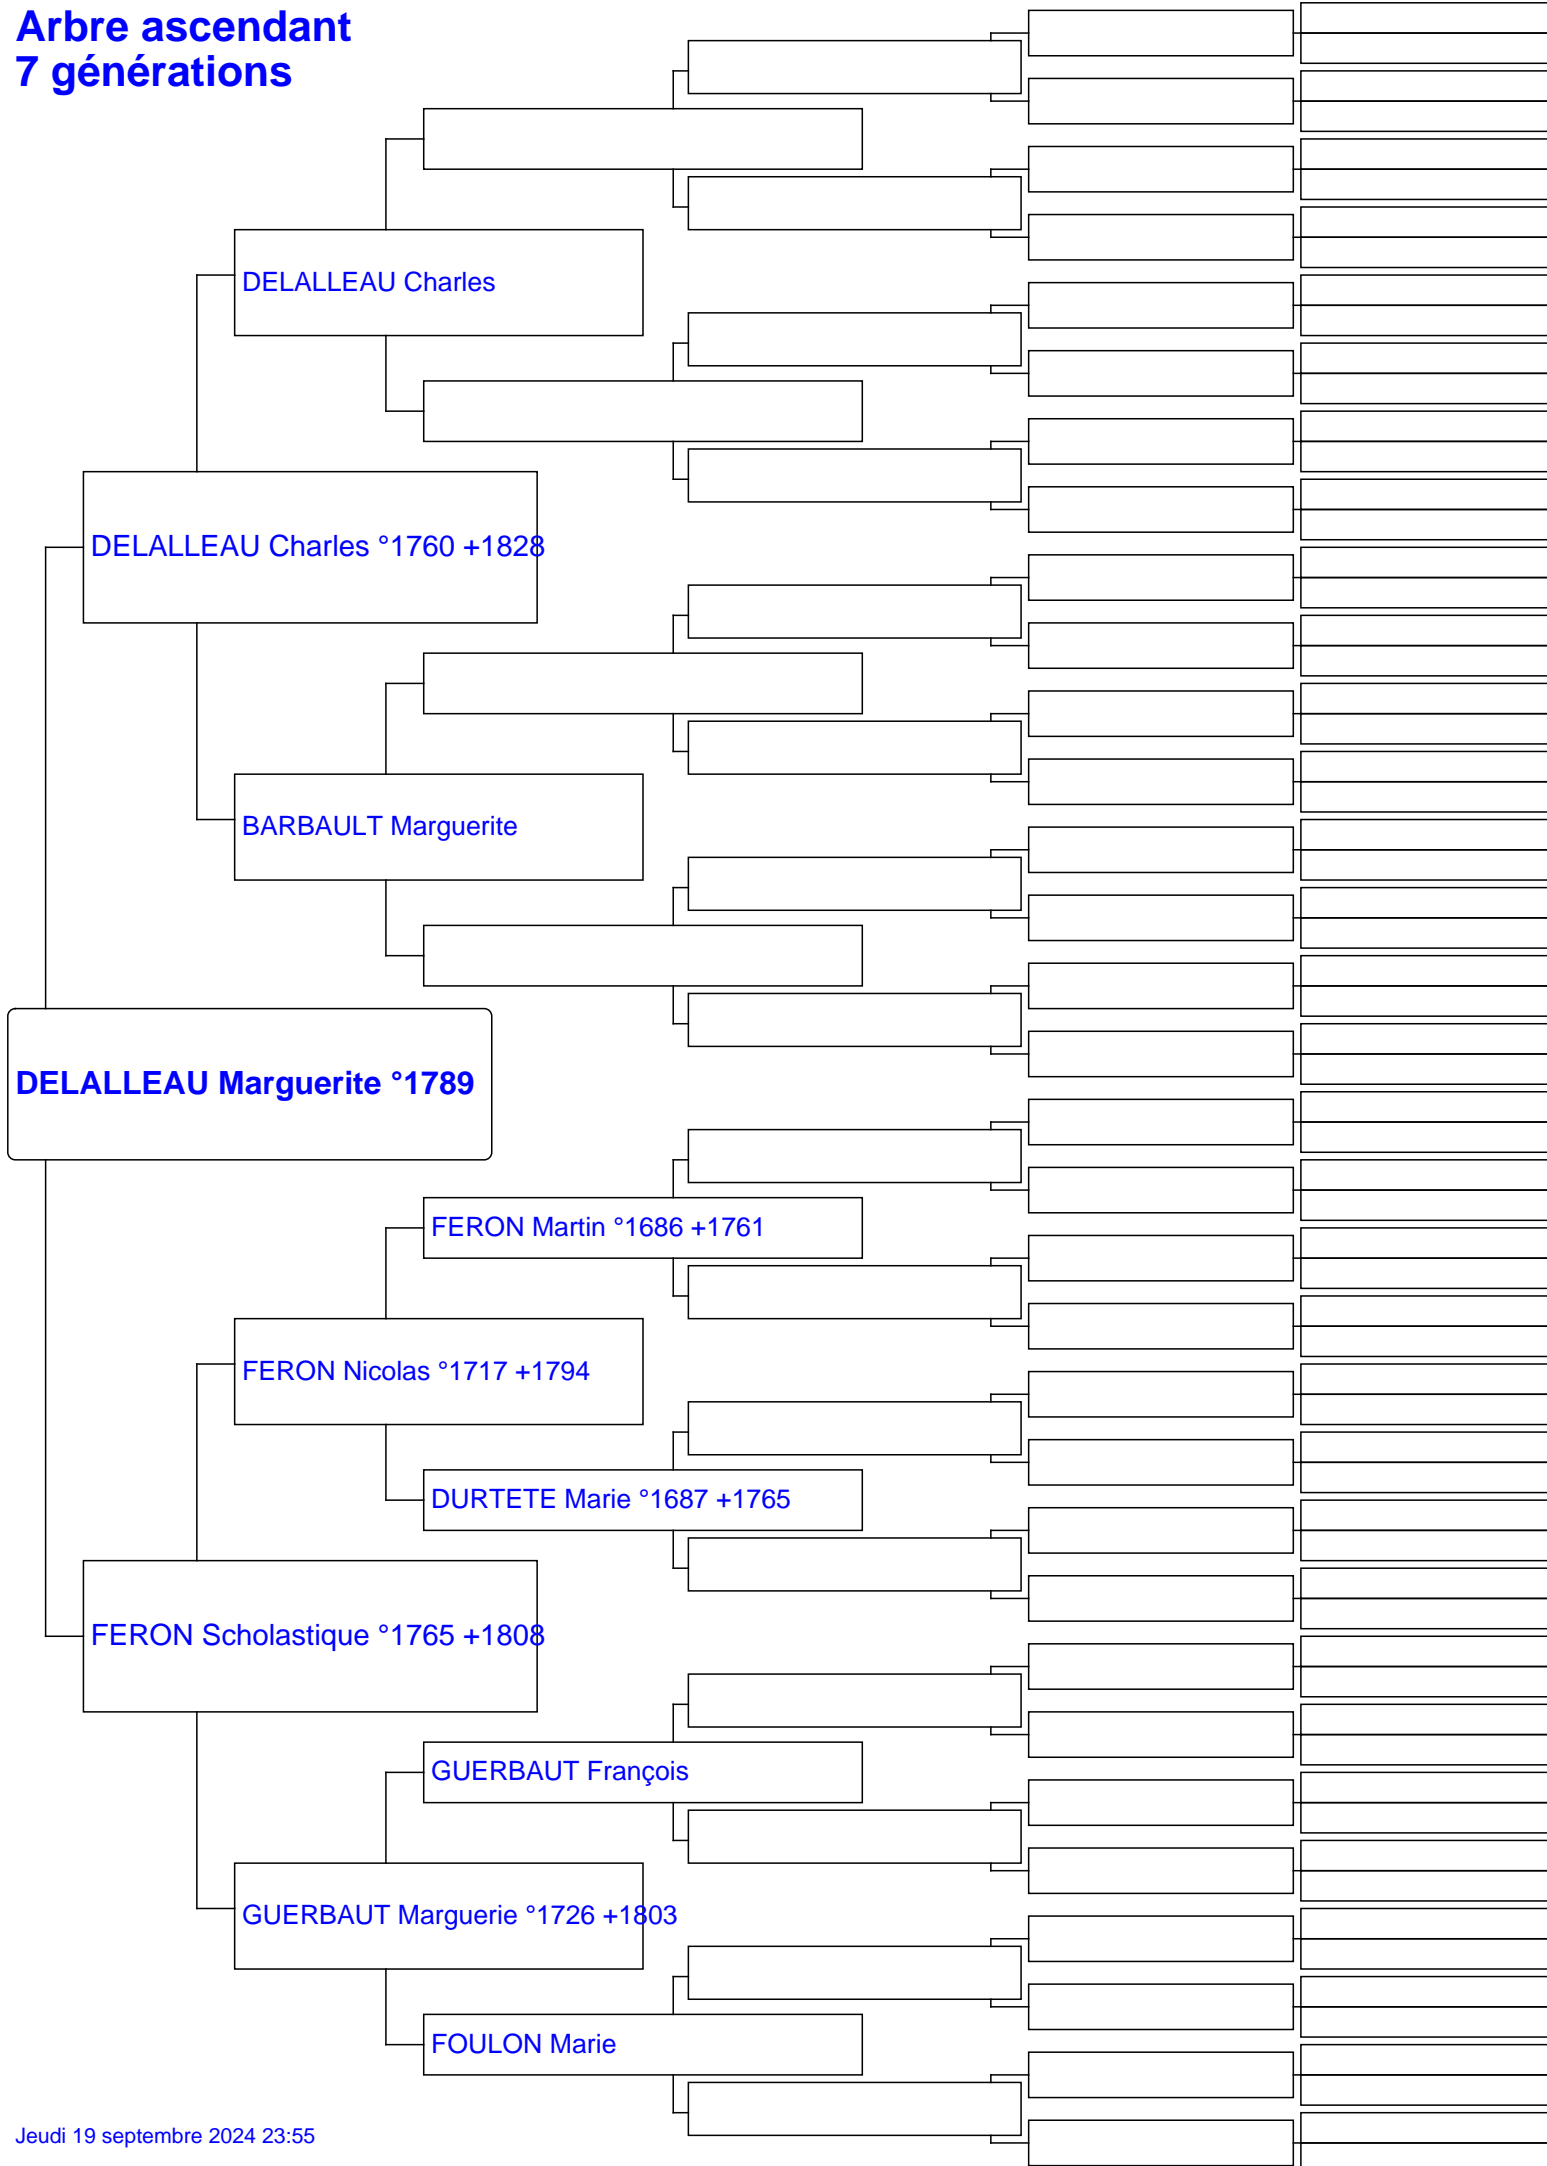 Arbre ascendant
7 générations
DELALLEAU Charles
DELALLEAU Charles °1760 +1828
BARBAULT Marguerite
DELALLEAU Marguerite °1789
FERON Martin °1686 +1761
FERON Nicolas °1717 +1794
DURTETE Marie °1687 +1765
FERON Scholastique °1765 +1808
GUERBAUT François
GUERBAUT Marguerie °1726 +1803
FOULON Marie
Jeudi 19 septembre 2024 23:55